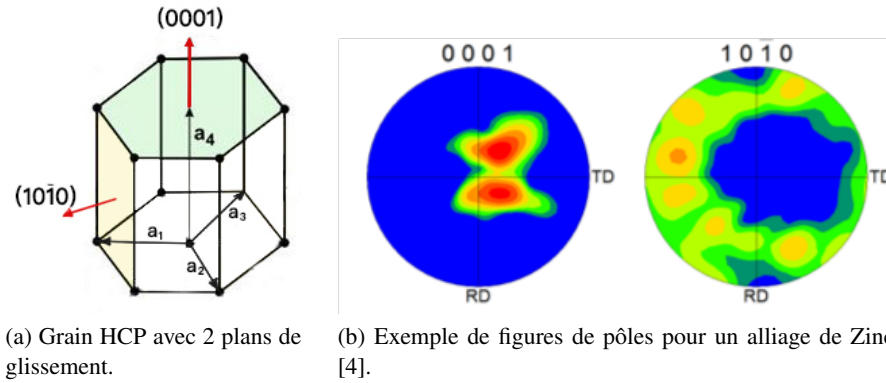 (0001)
a₄
(101̄0)
a₃
a₁
a₂
0 0 0 1
1 0 1̄ 0
TD
TD
RD
RD
(a) Grain HCP avec 2 plans de
glissement.
(b) Exemple de figures de pôles pour un alliage de Zinc
[4].